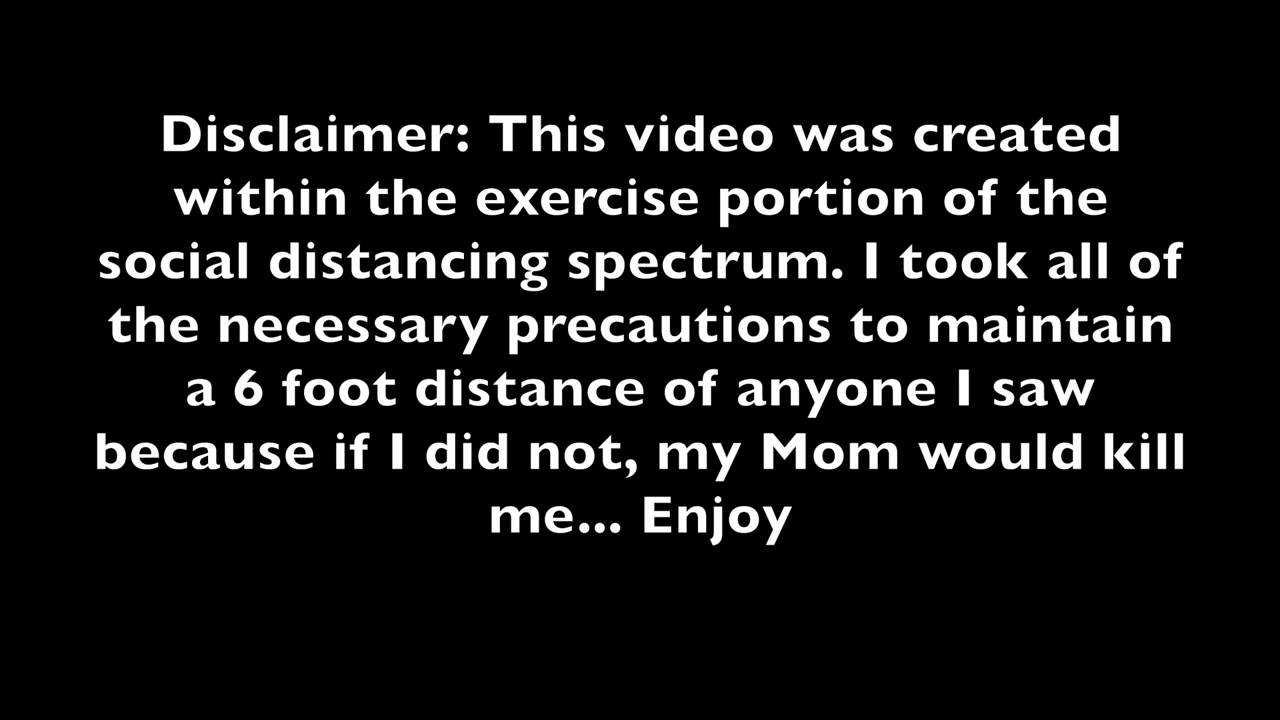 Disclaimer: This video was created
within the exercise portion of the
social distancing spectrum. I took all of
the necessary precautions to maintain
a 6 foot distance of anyone I saw
because if I did not, my Mom would kill
me... Enjoy